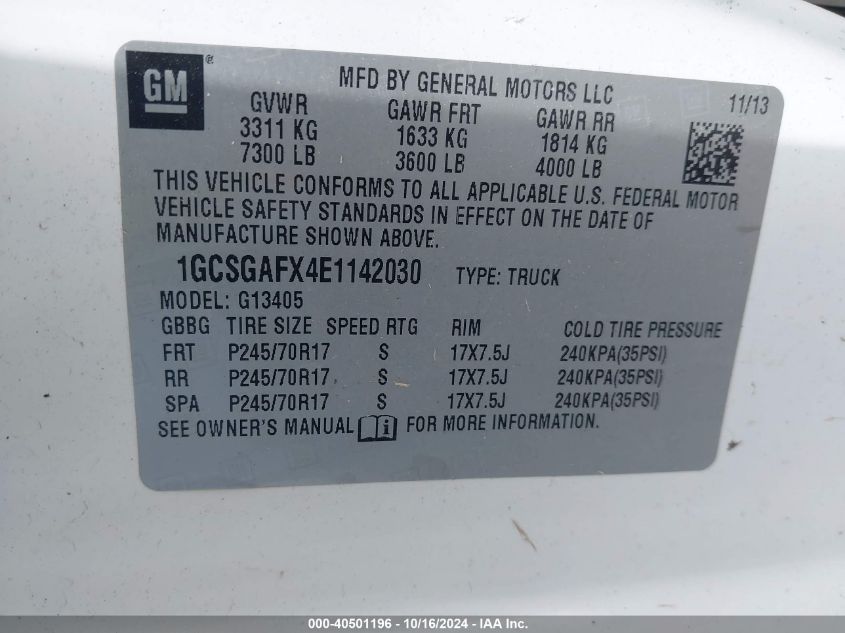 GM ®
MFD BY GENERAL MOTORS LLC 11/13
GVWR GAWR FRT GAWR RR
3311 KG 1633 KG 1814 KG
7300 LB 3600 LB 4000 LB
THIS VEHICLE CONFORMS TO ALL APPLICABLE U.S. FEDERAL MOTOR
VEHICLE SAFETY STANDARDS IN EFFECT ON THE DATE OF
MANUFACTURE SHOWN ABOVE.
1GCSGAFX4E1142030 TYPE: TRUCK
MODEL: G13405
GBBG TIRE SIZE SPEED RTG RIM COLD TIRE PRESSURE
FRT P245/70R17 S 17X7.5J 240KPA(35PSI)
RR P245/70R17 S 17X7.5J 240KPA(35PSI)
SPA P245/70R17 S 17X7.5J 240KPA(35PSI)
SEE OWNER'S MANUAL FOR MORE INFORMATION.
000-40501196 - 10/16/2024 - IAA Inc.